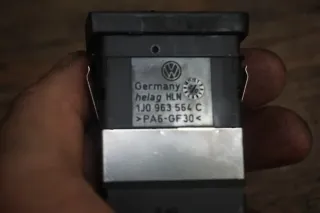 Germany
helag HLN
1J0 963 564 C
>PA6-GF30<